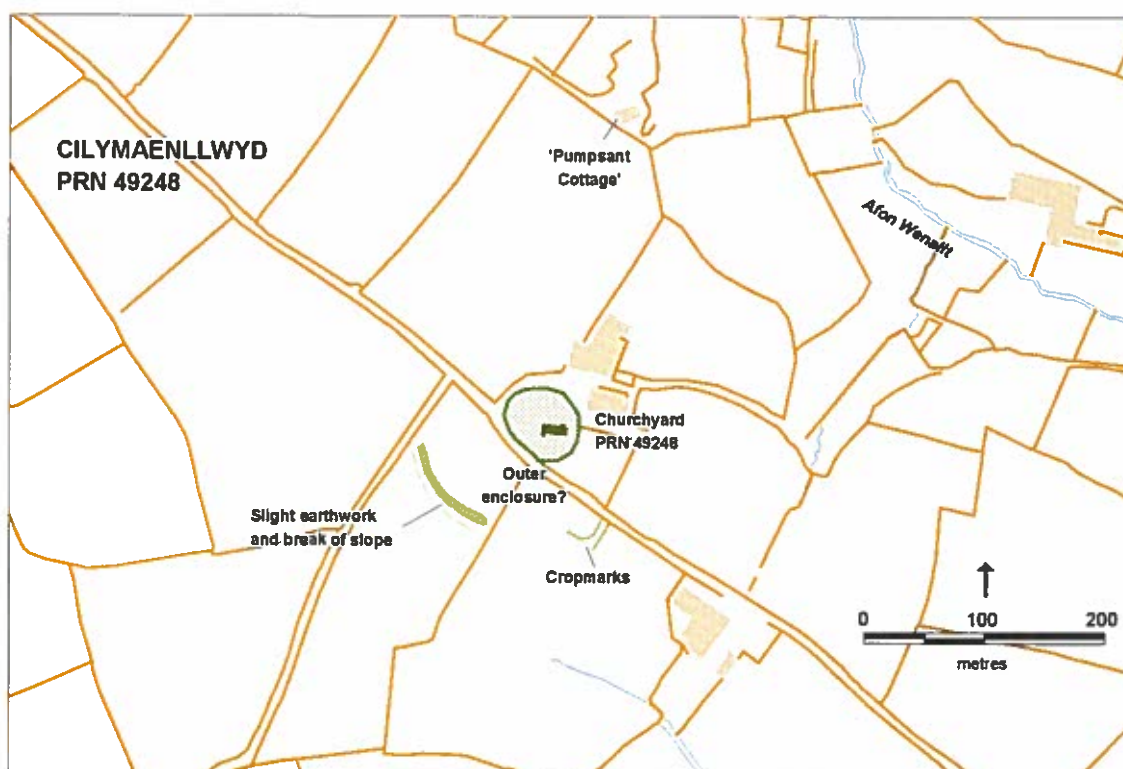 CILYMAENLLWYD
PRN 49248
'Pumpsant
Cottage'
Afon Wenallt
Churchyard
PRN 49248
Outer
enclosure?
Slight earthwork
and break of slope
Cropmarks
0 100 200
metres